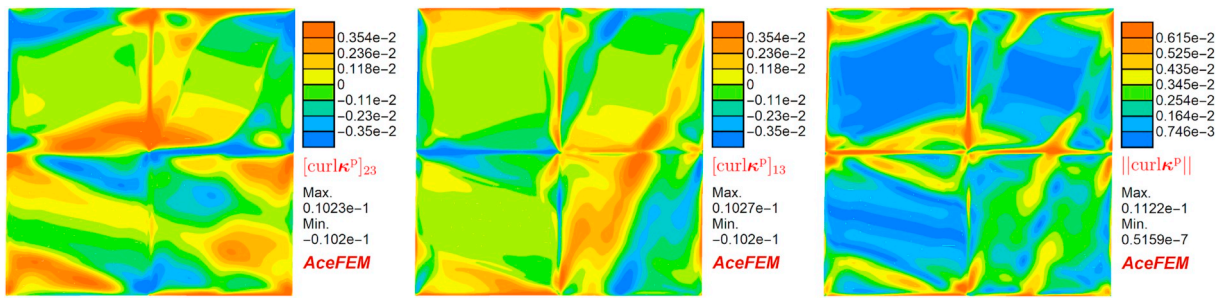 0.354e-2
0.236e-2
0.118e-2
0
-0.11e-2
-0.23e-2
-0.35e-2
[curlκᵖ]₂₃
Max.
0.1023e-1
Min.
-0.102e-1
AceFEM
0.354e-2
0.236e-2
0.118e-2
0
-0.11e-2
-0.23e-2
-0.35e-2
[curlκᵖ]₁₃
Max.
0.1027e-1
Min.
-0.102e-1
AceFEM
0.615e-2
0.525e-2
0.435e-2
0.345e-2
0.254e-2
0.164e-2
0.746e-3
||curlκᵖ||
Max.
0.1122e-1
Min.
0.5159e-7
AceFEM